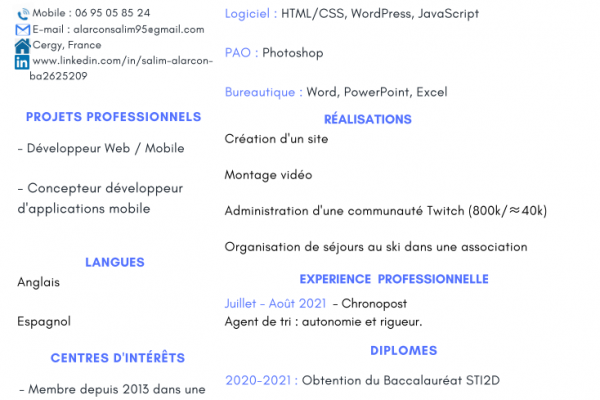 Mobile : 06 95 05 85 24
E-mail : alarconsalim95@gmail.com
Cergy, France
www.linkedin.com/in/salim-alarcon-
ba2625209
PROJETS PROFESSIONNELS
- Développeur Web / Mobile
- Concepteur développeur
d'applications mobile
LANGUES
Anglais
Espagnol
CENTRES D'INTÉRÊTS
- Membre depuis 2013 dans une
Logiciel : HTML/CSS, WordPress, JavaScript
PAO : Photoshop
Bureautique : Word, PowerPoint, Excel
RÉALISATIONS
Création d'un site
Montage vidéo
Administration d'une communauté Twitch (800k/≈40k)
Organisation de séjours au ski dans une association
EXPERIENCE PROFESSIONNELLE
Juillet - Août 2021 - Chronopost
Agent de tri : autonomie et rigueur.
DIPLOMES
2020-2021 : Obtention du Baccalauréat STI2D